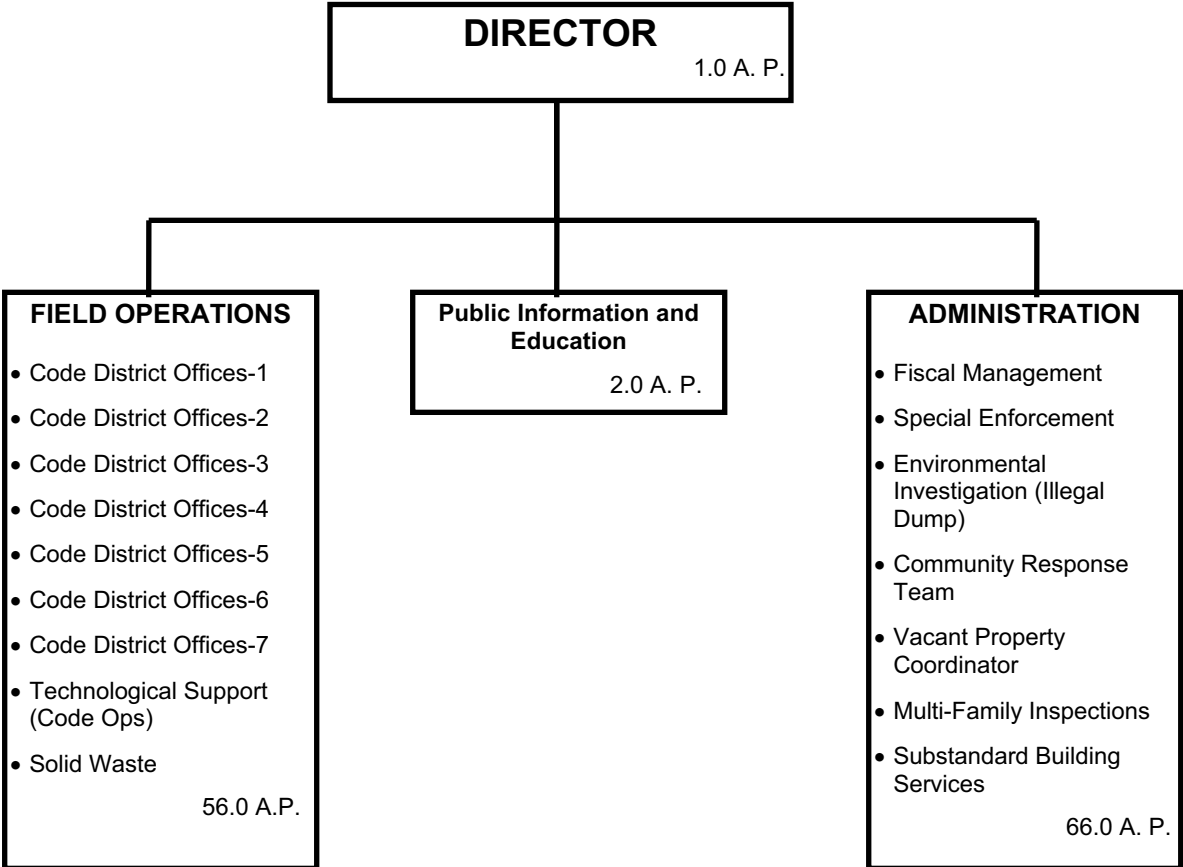 DIRECTOR
1.0 A. P.
FIELD OPERATIONS
• Code District Offices-1
• Code District Offices-2
• Code District Offices-3
• Code District Offices-4
• Code District Offices-5
• Code District Offices-6
• Code District Offices-7
• Technological Support
(Code Ops)
• Solid Waste
56.0 A.P.
Public Information and
Education
2.0 A. P.
ADMINISTRATION
• Fiscal Management
• Special Enforcement
• Environmental
Investigation (Illegal
Dump)
• Community Response
Team
• Vacant Property
Coordinator
• Multi-Family Inspections
• Substandard Building
Services
66.0 A. P.